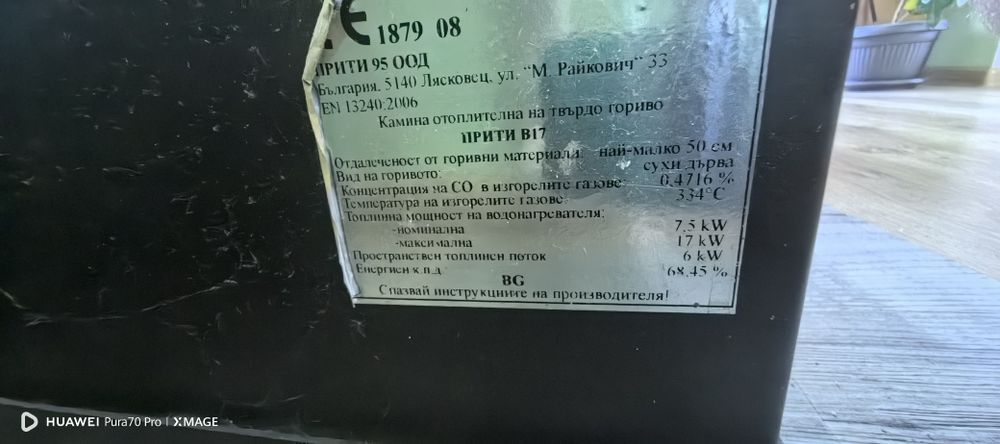 CE 1879 08
ПРИТИ 95 ООД
България, 5140 Лясковец, ул. "М. Райкович" 33
EN 13240:2006
Камина отоплителна на твърдо гориво
ПРИТИ В17
Отдалеченост от горивни материали: най-малко 50 см
Вид на горивото: сухи дърва
Концентрация на CO в изгорелите газове: 0,4716 %
Температура на изгорелите газове: 334°C
Топлинна мощност на водонагревателя:
-номинална 7,5 kW
-максимална 17 kW
Пространствен топлинен поток 6 kW
Енергиен к.п.д.: 68,45 %
BG
Спазвай инструкциите на производителя!
HUAWEI Pura70 Pro | XMAGE